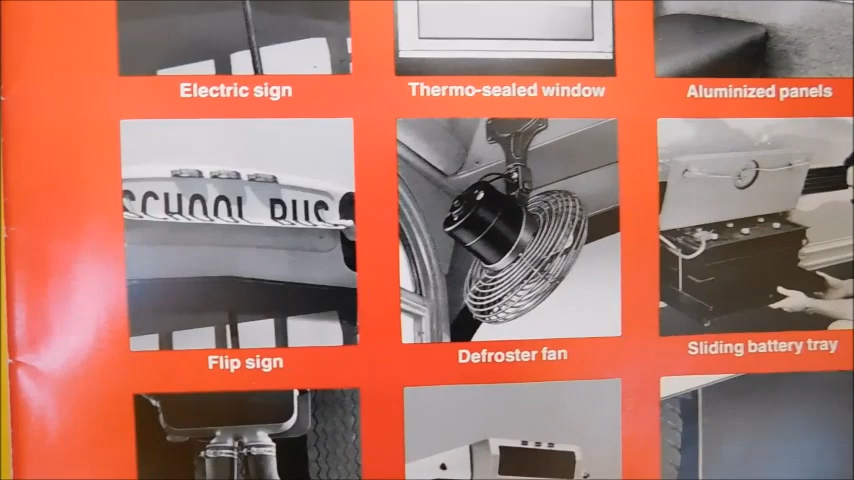 Electric sign
Thermo-sealed window
Aluminized panels
SCHOOL BUS
Flip sign
Defroster fan
Sliding battery tray